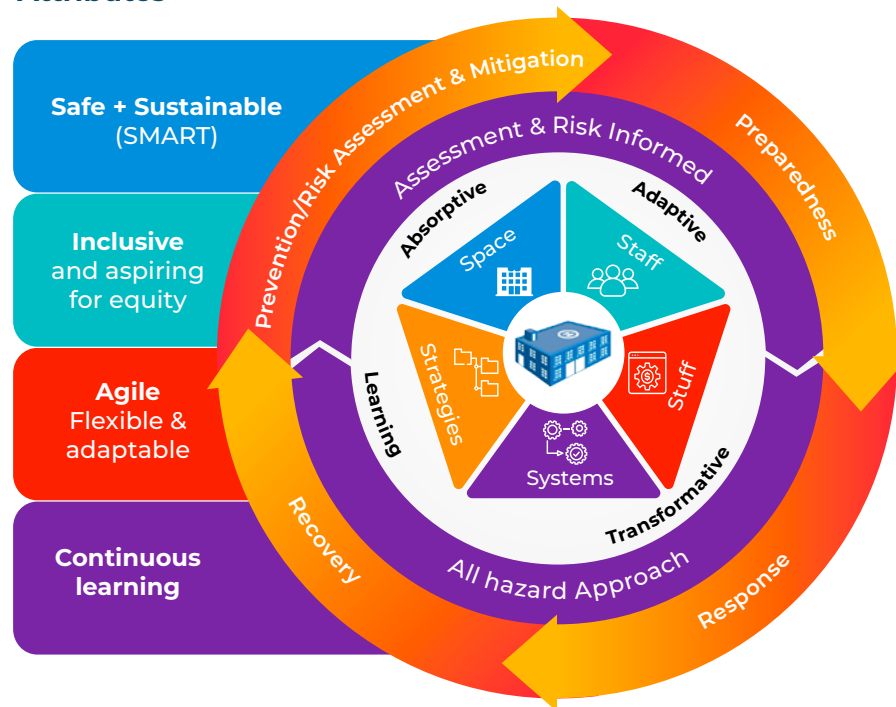 Attributes
Safe + Sustainable
(SMART)
Inclusive
and aspiring
for equity
Agile
Flexible &
adaptable
Continuous
learning
Prevention/Risk Assessment & Mitigation
Preparedness
Response
Recovery
Assessment & Risk Informed
All hazard Approach
Absorptive
Adaptive
Transformative
Learning
Space
Staff
Stuff
Systems
Strategies